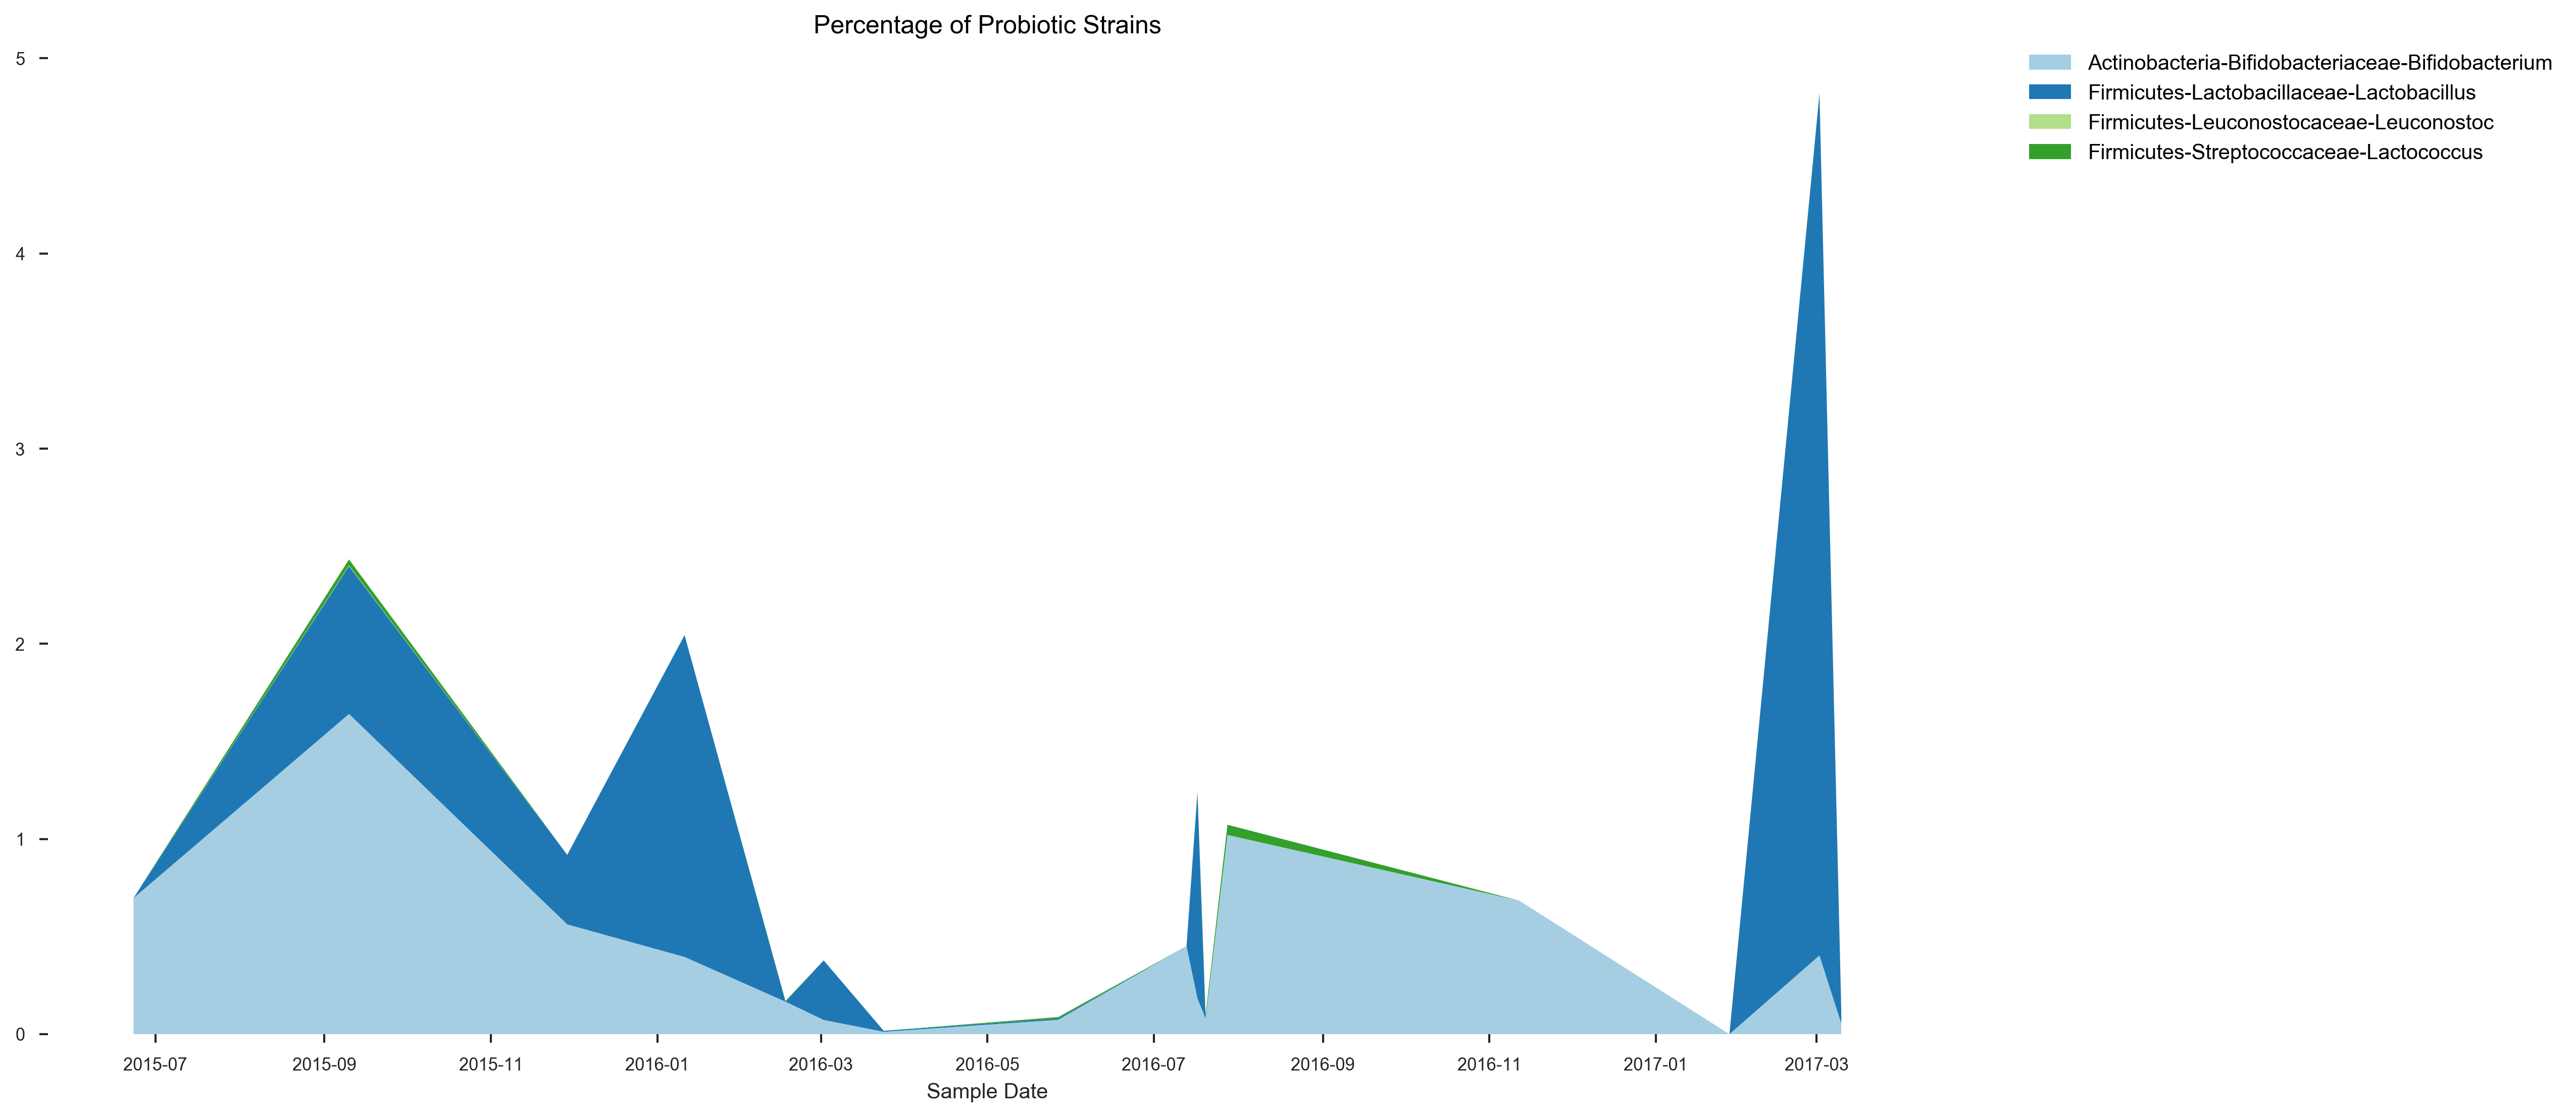 Percentage of Probiotic Strains
5
4
3
2
1
0
2015-07
2015-09
2015-11
2016-01
2016-03
2016-05
2016-07
2016-09
2016-11
2017-01
2017-03
Sample Date
Actinobacteria-Bifidobacteriaceae-Bifidobacterium
Firmicutes-Lactobacillaceae-Lactobacillus
Firmicutes-Leuconostocaceae-Leuconostoc
Firmicutes-Streptococcaceae-Lactococcus